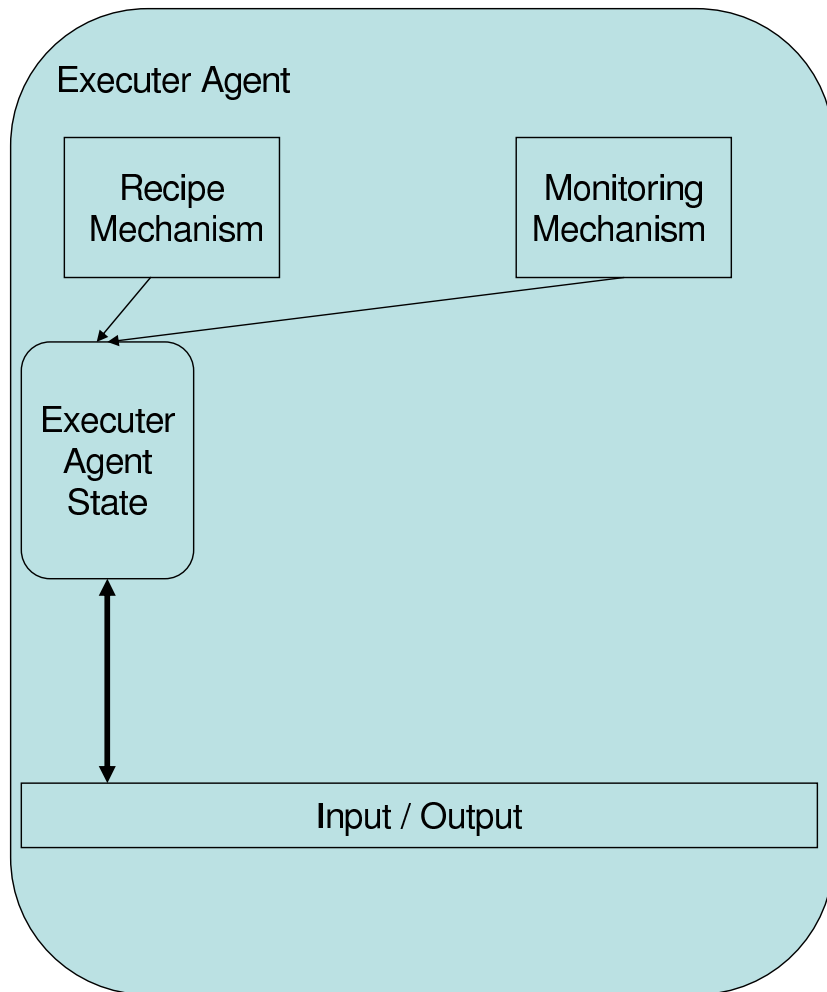 Executer Agent
Recipe
Mechanism
Monitoring
Mechanism
Executer
Agent
State
Input / Output